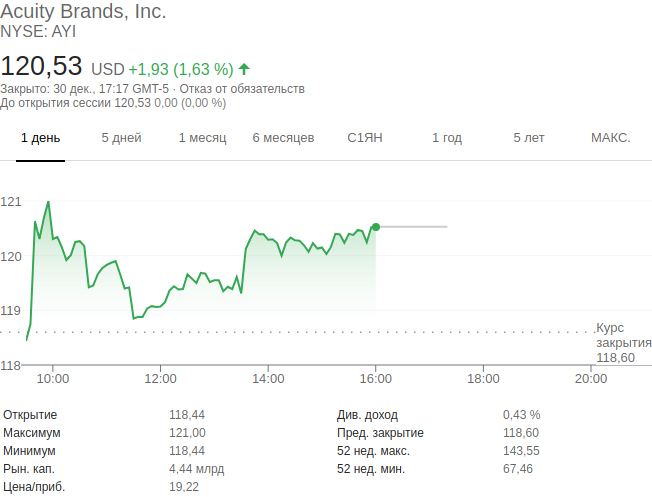 Acuity Brands, Inc.
NYSE: AYI
120,53 USD +1,93 (1,63 %)
Закрыто: 30 дек., 17:17 GMT-5 · Отказ от обязательств
До открытия сессии 120,53 0,00 (0,00 %)
1 день 5 дней 1 месяц 6 месяцев С1ЯН 1 год 5 лет МАКС.
121
120
119
Курс
закрытия
118,60
118
10:00 12:00 14:00 16:00 18:00 20:00
Открытие 118,44 Див. доход 0,43 %
Максимум 121,00 Пред. закрытие 118,60
Минимум 118,44 52 нед. макс. 143,55
Рын. кап. 4,44 млрд 52 нед. мин. 67,46
Цена/приб. 19,22